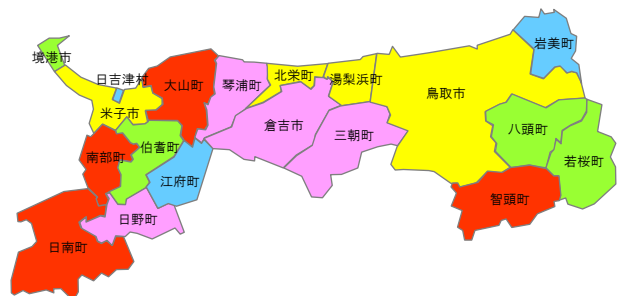 境港市
日吉津村
米子市
大山町
琴浦町
北栄町
湯梨浜町
鳥取市
岩美町
南部町
伯耆町
倉吉市
三朝町
八頭町
若桜町
江府町
智頭町
日野町
日南町